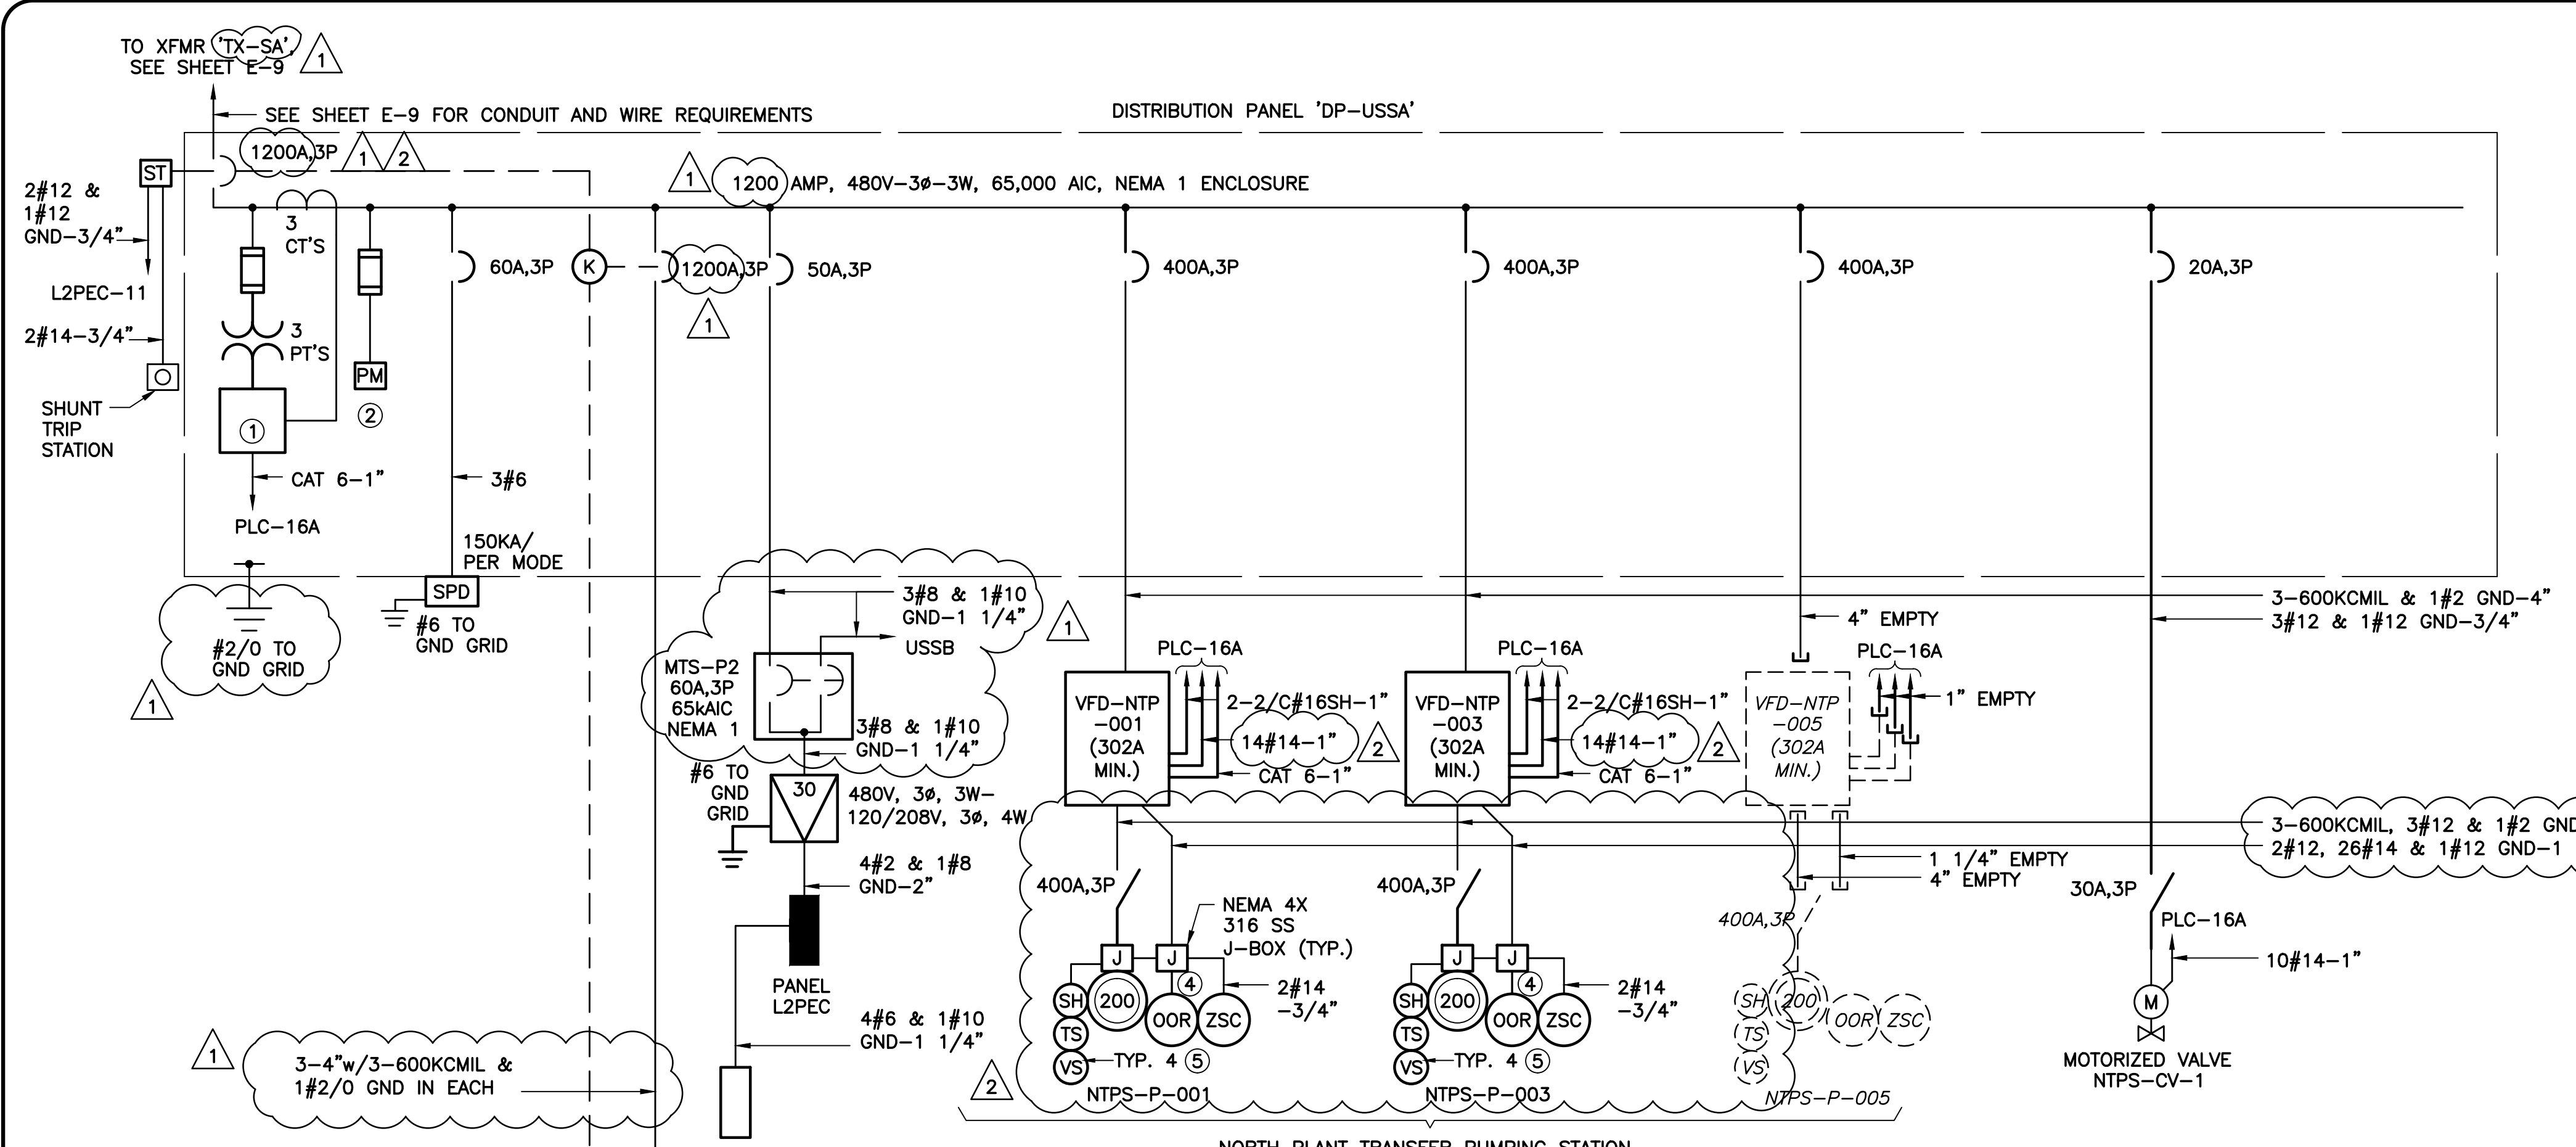 TO XFMR 'TX-SA',
SEE SHEET E-9
1
SEE SHEET E-9 FOR CONDUIT AND WIRE REQUIREMENTS
DISTRIBUTION PANEL 'DP-USSA'
1200A,3P
1
2
ST
1
1200 AMP, 480V-3ø-3W, 65,000 AIC, NEMA 1 ENCLOSURE
2#12 &
1#12
GND-3/4"
3
CT'S
60A,3P
K
1200A,3P
50A,3P
400A,3P
400A,3P
400A,3P
20A,3P
L2PEC-11
1
2#14-3/4"
3
PT'S
PM
SHUNT
TRIP
STATION
1
2
CAT 6-1"
3#6
PLC-16A
150KA/
PER MODE
SPD
#6 TO
GND GRID
#2/0 TO
GND GRID
1
3#8 & 1#10
GND-1 1/4"
1
USSB
MTS-P2
60A,3P
65kAIC
NEMA 1
3#8 & 1#10
GND-1 1/4"
3-600KCMIL & 1#2 GND-4"
3#12 & 1#12 GND-3/4"
4" EMPTY
PLC-16A
PLC-16A
PLC-16A
VFD-NTP
-001
(302A
MIN.)
2-2/C#16SH-1"
14#14-1"
2
CAT 6-1"
VFD-NTP
-003
(302A
MIN.)
2-2/C#16SH-1"
14#14-1"
2
CAT 6-1"
VFD-NTP
-005
(302A
MIN.)
1" EMPTY
#6 TO
GND
GRID
30
480V, 3ø, 3W-
120/208V, 3ø, 4W
3-600KCMIL, 3#12 & 1#2 GND
2#12, 26#14 & 1#12 GND-1
1 1/4" EMPTY
4" EMPTY
4#2 & 1#8
GND-2"
400A,3P
400A,3P
400A,3P
30A,3P
NEMA 4X
316 SS
J-BOX (TYP.)
PLC-16A
10#14-1"
PANEL
L2PEC
J
J
4
SH
200
OOR
ZSC
2#14
-3/4"
TS
VS
TYP. 4
5
NTPS-P-001
J
J
4
SH
200
OOR
ZSC
2#14
-3/4"
TS
VS
TYP. 4
5
NTPS-P-003
SH
200
OOR
ZSC
TS
VS
NTPS-P-005
M
MOTORIZED VALVE
NTPS-CV-1
4#6 & 1#10
GND-1 1/4"
1
3-4"w/3-600KCMIL &
1#2/0 GND IN EACH
2
NORTH PLANT TRANSFER PUMPING STATION